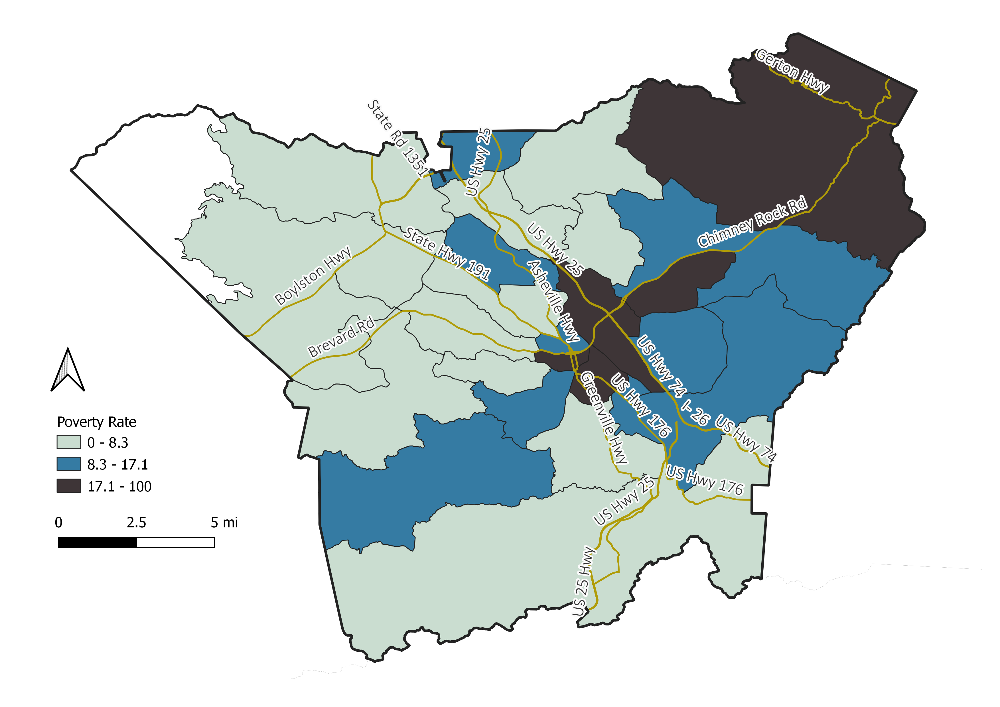 Gerton Hwy
State Rd 1351
US Hwy 25
Chimney Rock Rd
US Hwy 25
State Hwy 191
Boylston Hwy
Asheville Hwy
Brevard Rd
US Hwy 74
I- 26
US Hwy 176
Greenville Hwy
US Hwy 74
US Hwy 176
US Hwy 25
US 25 Hwy
Poverty Rate
0 - 8.3
8.3 - 17.1
17.1 - 100
0 2.5 5 mi